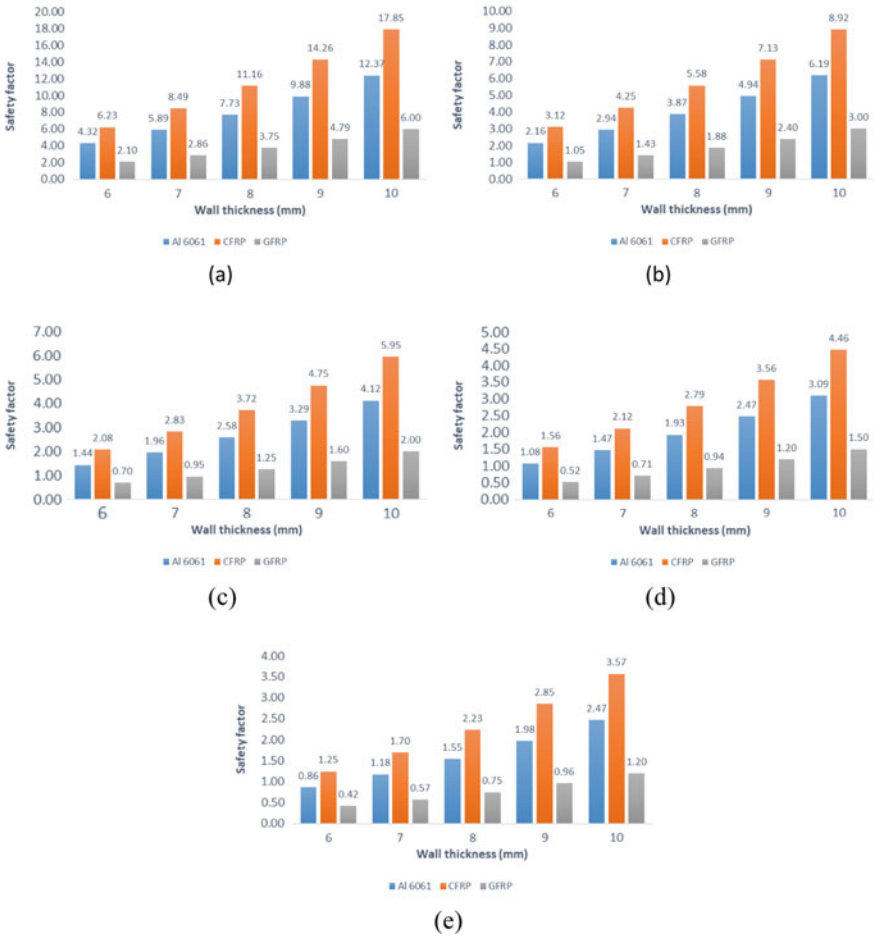 20.00
18.00
16.00
14.00
12.00
10.00
8.00
6.00
4.00
2.00
0.00
Safety factor
4.32 6.23 2.10
5.89 8.49 2.86
7.73 11.16 3.75
9.88 14.26 4.79
12.37 17.85 6.00
6 7 8 9 10
Wall thickness (mm)
Al 6061 CFRP GFRP
(a)
10.00
9.00
8.00
7.00
6.00
5.00
4.00
3.00
2.00
1.00
0.00
Safety factor
2.16 3.12 1.05
2.94 4.25 1.43
3.87 5.58 1.88
4.94 7.13 2.40
6.19 8.92 3.00
6 7 8 9 10
Wall thickness (mm)
Al 6061 CFRP GFRP
(b)
7.00
6.00
5.00
4.00
3.00
2.00
1.00
0.00
Safety factor
1.44 2.08 0.70
1.96 2.83 0.95
2.58 3.72 1.25
3.29 4.75 1.60
4.12 5.95 2.00
6 7 8 9 10
Wall thickness (mm)
Al 6061 CFRP GFRP
(c)
5.00
4.50
4.00
3.50
3.00
2.50
2.00
1.50
1.00
0.50
0.00
Safety factor
1.08 1.56 0.52
1.47 2.12 0.71
1.93 2.79 0.94
2.47 3.56 1.20
3.09 4.46 1.50
6 7 8 9 10
Wall thickness (mm)
Al 6061 CFRP GFRP
(d)
4.00
3.50
3.00
2.50
2.00
1.50
1.00
0.50
0.00
Safety factor
0.86 1.25 0.42
1.18 1.70 0.57
1.55 2.23 0.75
1.98 2.85 0.96
2.47 3.57 1.20
6 7 8 9 10
Wall thickness (mm)
Al 6061 CFRP GFRP
(e)